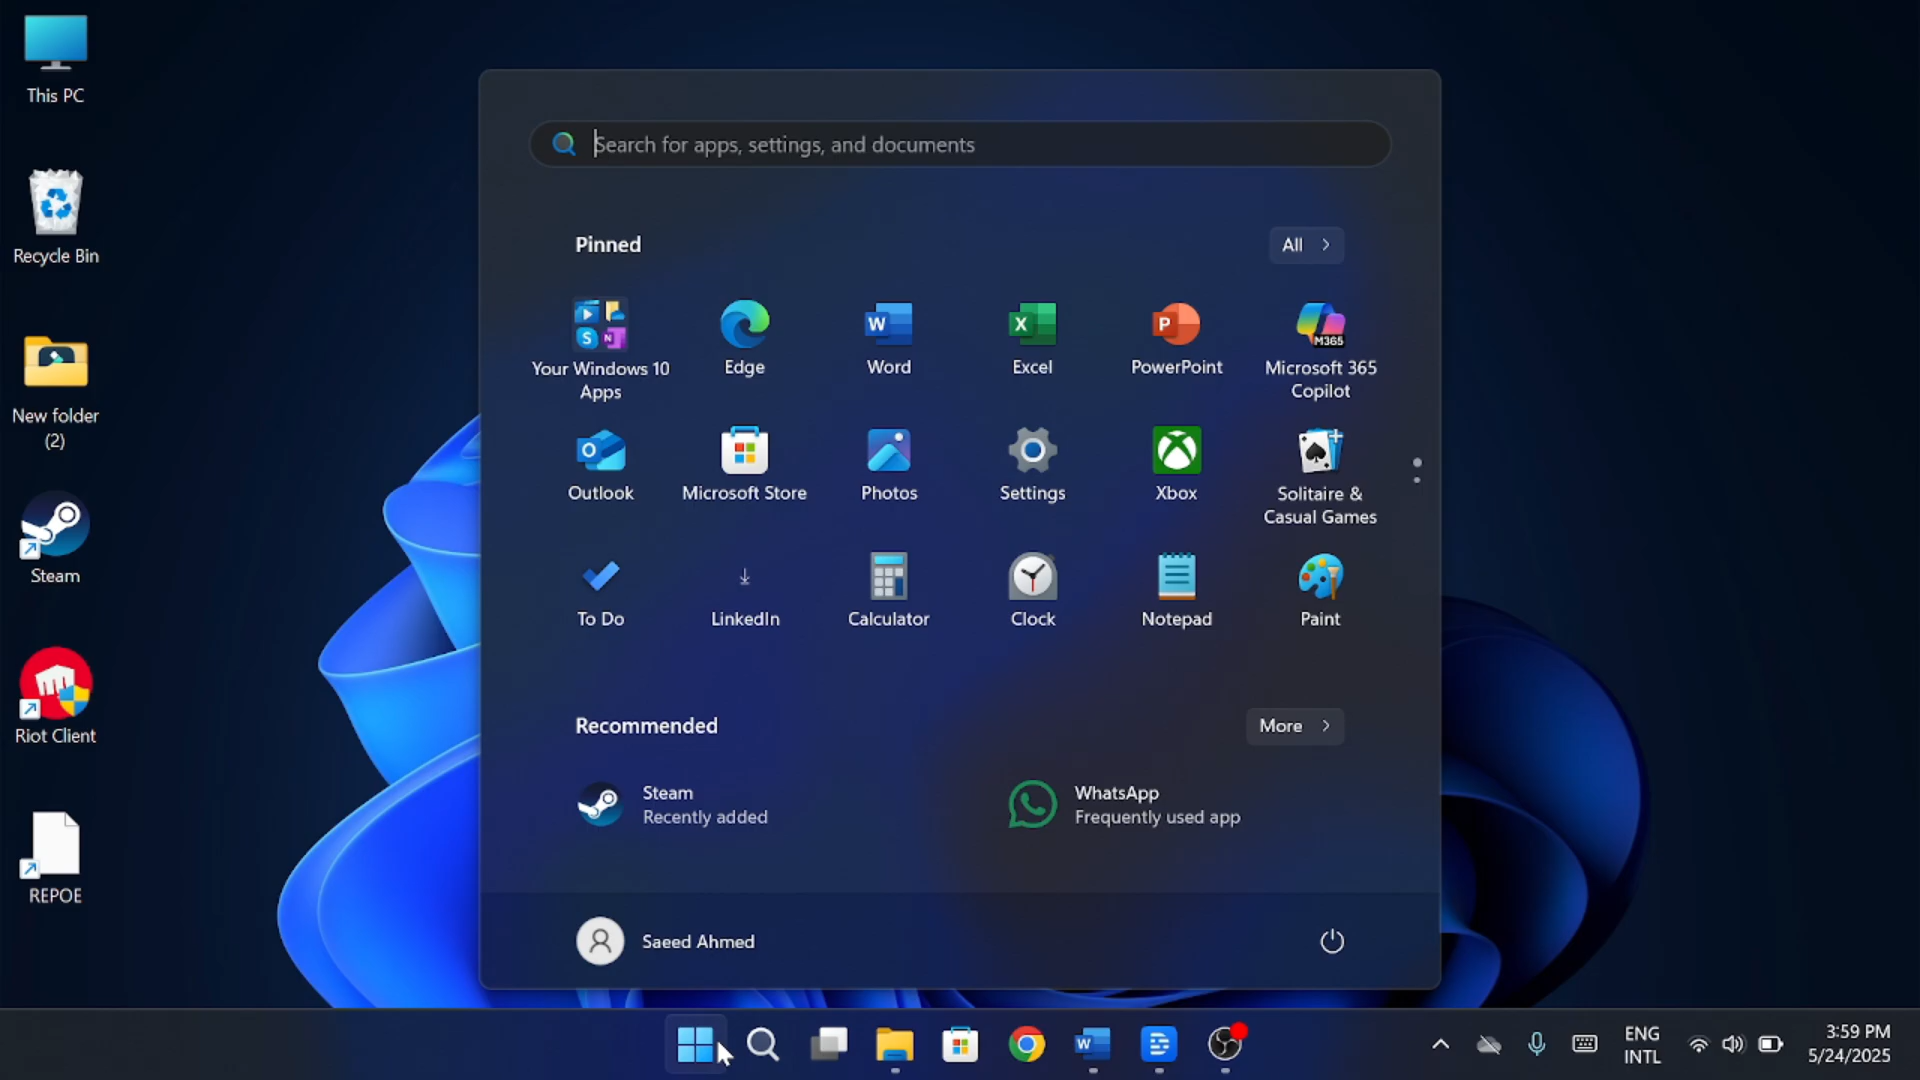 This PC
Recycle Bin
New folder
(2)
Steam
Riot Client
REPOE
Search for apps, settings, and documents
Pinned
All
Your Windows 10
Apps
Edge
Word
Excel
PowerPoint
M365
Microsoft 365
Copilot
Outlook
Microsoft Store
Photos
Settings
Xbox
Solitaire &
Casual Games
To Do
LinkedIn
Calculator
Clock
Notepad
Paint
Recommended
More
Steam
Recently added
WhatsApp
Frequently used app
Saeed Ahmed
ENG
INTL
3:59 PM
5/24/2025